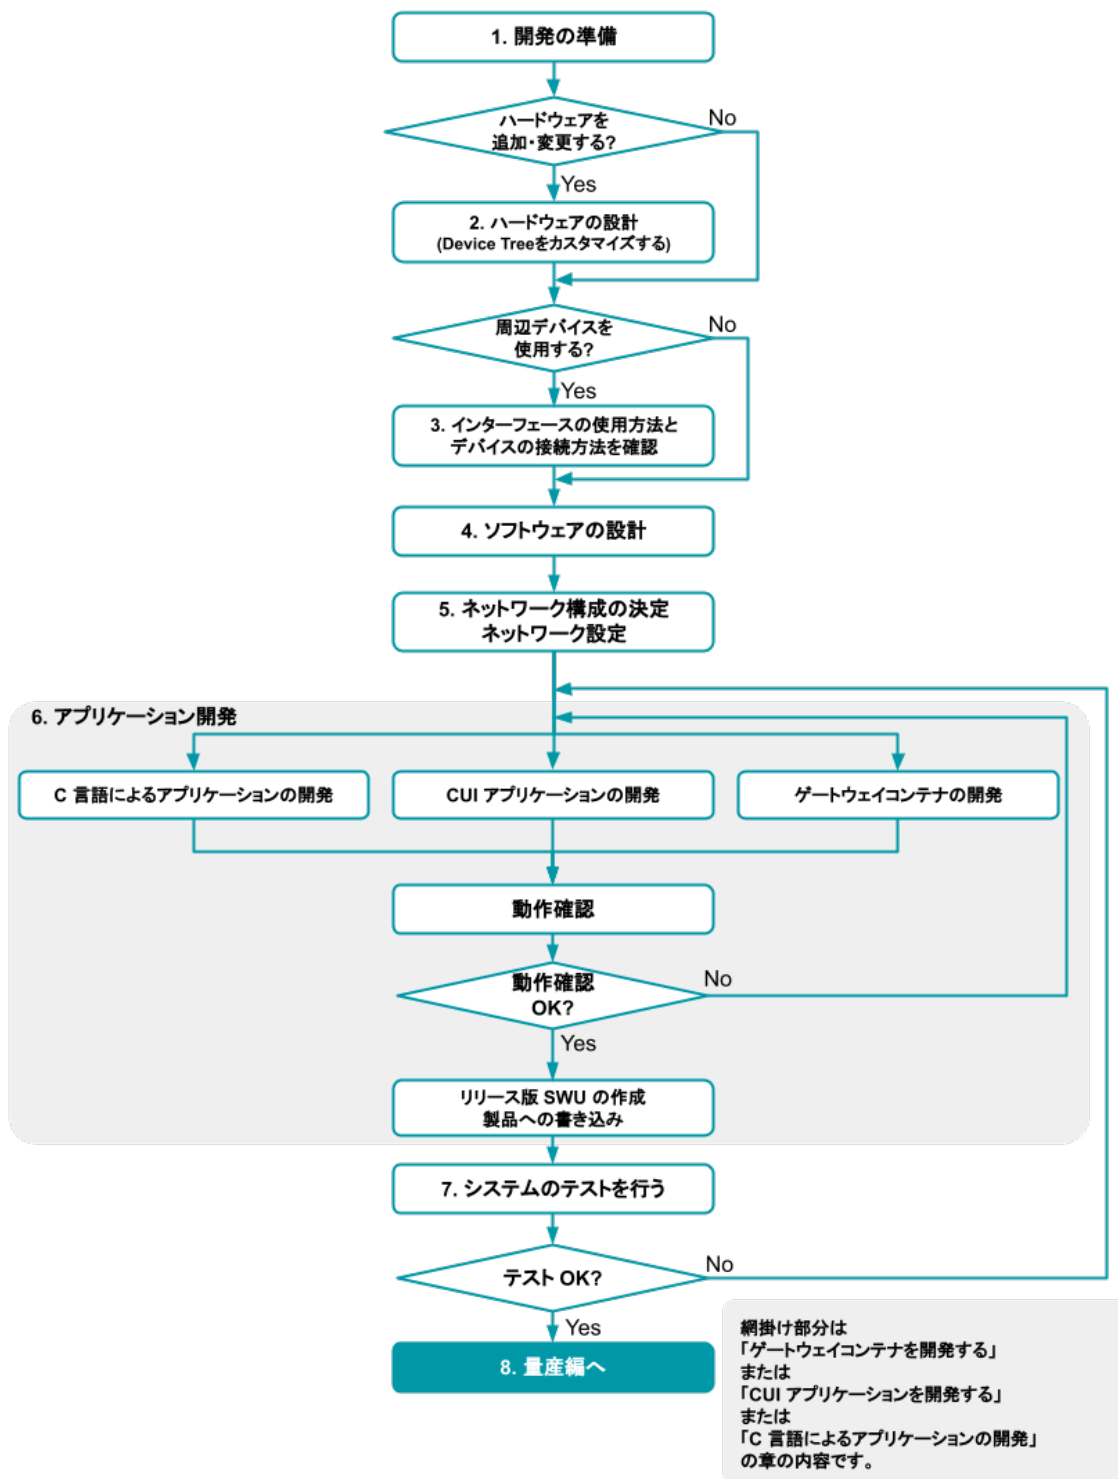 1. 開発の準備
ハードウェアを
追加・変更する?
No
Yes
2. ハードウェアの設計
(Device Treeをカスタマイズする)
周辺デバイスを
使用する?
No
Yes
3. インターフェースの使用方法と
デバイスの接続方法を確認
4. ソフトウェアの設計
5. ネットワーク構成の決定
ネットワーク設定
6. アプリケーション開発
C 言語によるアプリケーションの開発
CUI アプリケーションの開発
ゲートウェイコンテナの開発
動作確認
動作確認
OK?
No
Yes
リリース版 SWU の作成
製品への書き込み
7. システムのテストを行う
テスト OK?
No
Yes
8. 量産編へ
網掛け部分は
「ゲートウェイコンテナを開発する」
または
「CUI アプリケーションを開発する」
または
「C 言語によるアプリケーションの開発」
の章の内容です。